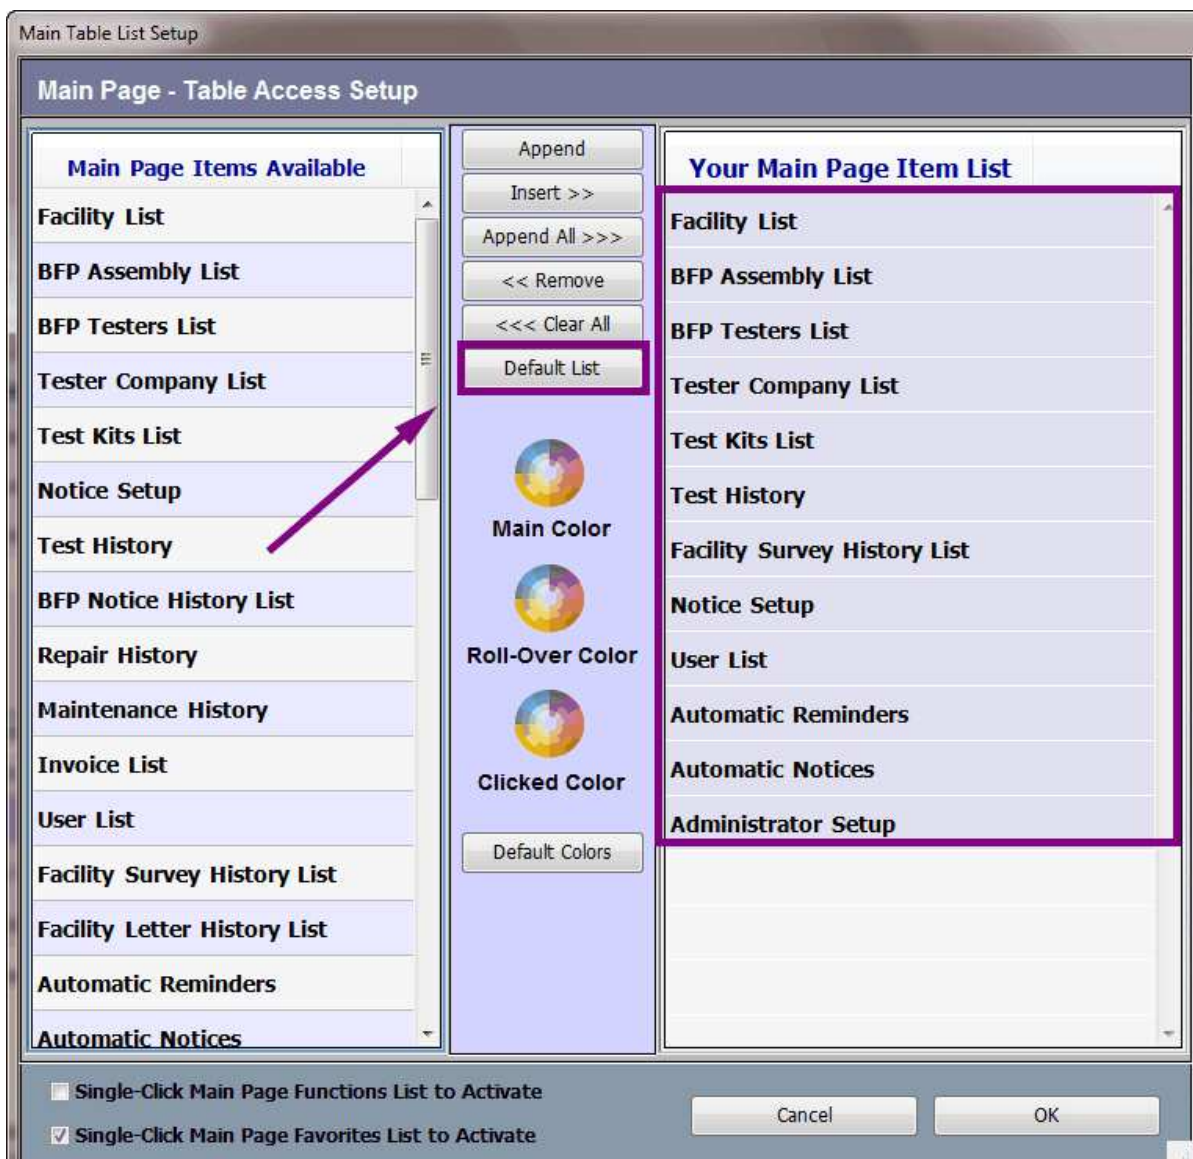 Main Table List Setup
Main Page - Table Access Setup
Main Page Items Available
Facility List
BFP Assembly List
BFP Testers List
Tester Company List
Test Kits List
Notice Setup
Test History
BFP Notice History List
Repair History
Maintenance History
Invoice List
User List
Facility Survey History List
Facility Letter History List
Automatic Reminders
Automatic Notices
Append
Insert >>
Append All >>>
<< Remove
<<< Clear All
Default List
Main Color
Roll-Over Color
Clicked Color
Default Colors
Your Main Page Item List
Facility List
BFP Assembly List
BFP Testers List
Tester Company List
Test Kits List
Test History
Facility Survey History List
Notice Setup
User List
Automatic Reminders
Automatic Notices
Administrator Setup
Single-Click Main Page Functions List to Activate
Single-Click Main Page Favorites List to Activate
Cancel
OK